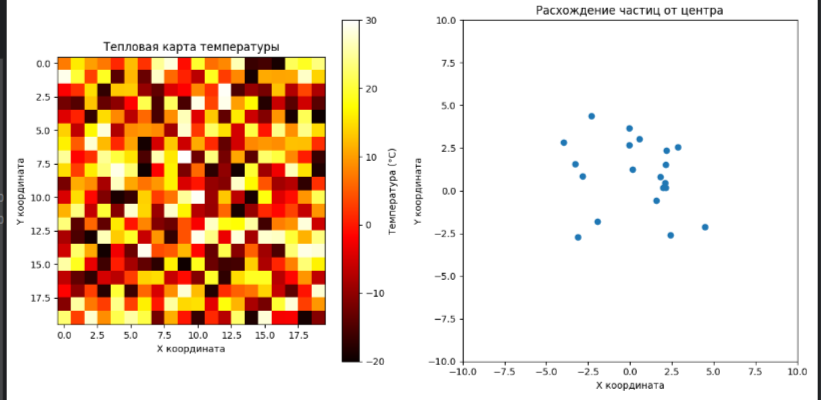 Тепловая карта температуры
0.0
2.5
5.0
7.5
10.0
12.5
15.0
17.5
Y координата
0.0 2.5 5.0 7.5 10.0 12.5 15.0 17.5
X координата
30
20
10
0
−10
−20
Температура (°C)
Расхождение частиц от центра
10.0
7.5
5.0
2.5
0.0
−2.5
−5.0
−7.5
−10.0
Y координата
−10.0 −7.5 −5.0 −2.5 0.0 2.5 5.0 7.5 10.0
X координата